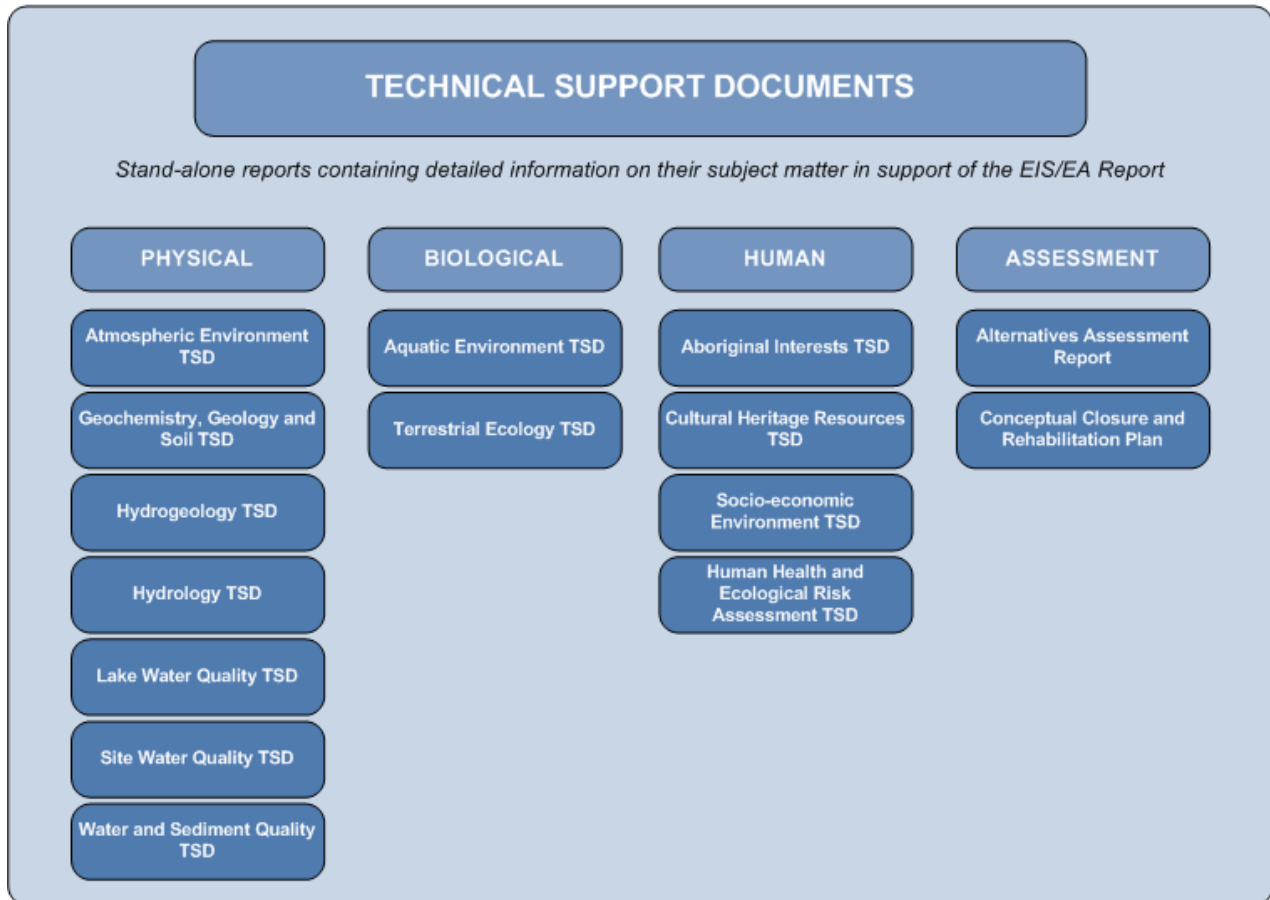 TECHNICAL SUPPORT DOCUMENTS
Stand-alone reports containing detailed information on their subject matter in support of the EIS/EA Report
PHYSICAL
Atmospheric Environment
TSD
Geochemistry, Geology and
Soil TSD
Hydrogeology TSD
Hydrology TSD
Lake Water Quality TSD
Site Water Quality TSD
Water and Sediment Quality
TSD
BIOLOGICAL
Aquatic Environment TSD
Terrestrial Ecology TSD
HUMAN
Aboriginal Interests TSD
Cultural Heritage Resources
TSD
Socio-economic
Environment TSD
Human Health and
Ecological Risk
Assessment TSD
ASSESSMENT
Alternatives Assessment
Report
Conceptual Closure and
Rehabilitation Plan